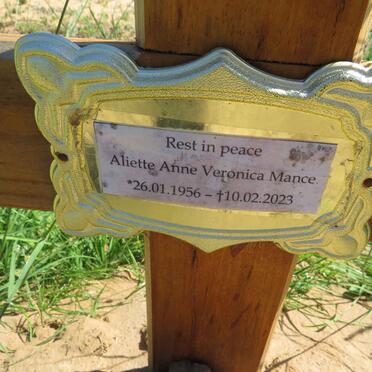 Rest in peace
Aliette Anne Veronica Mance
*26.01.1956 – †10.02.2023